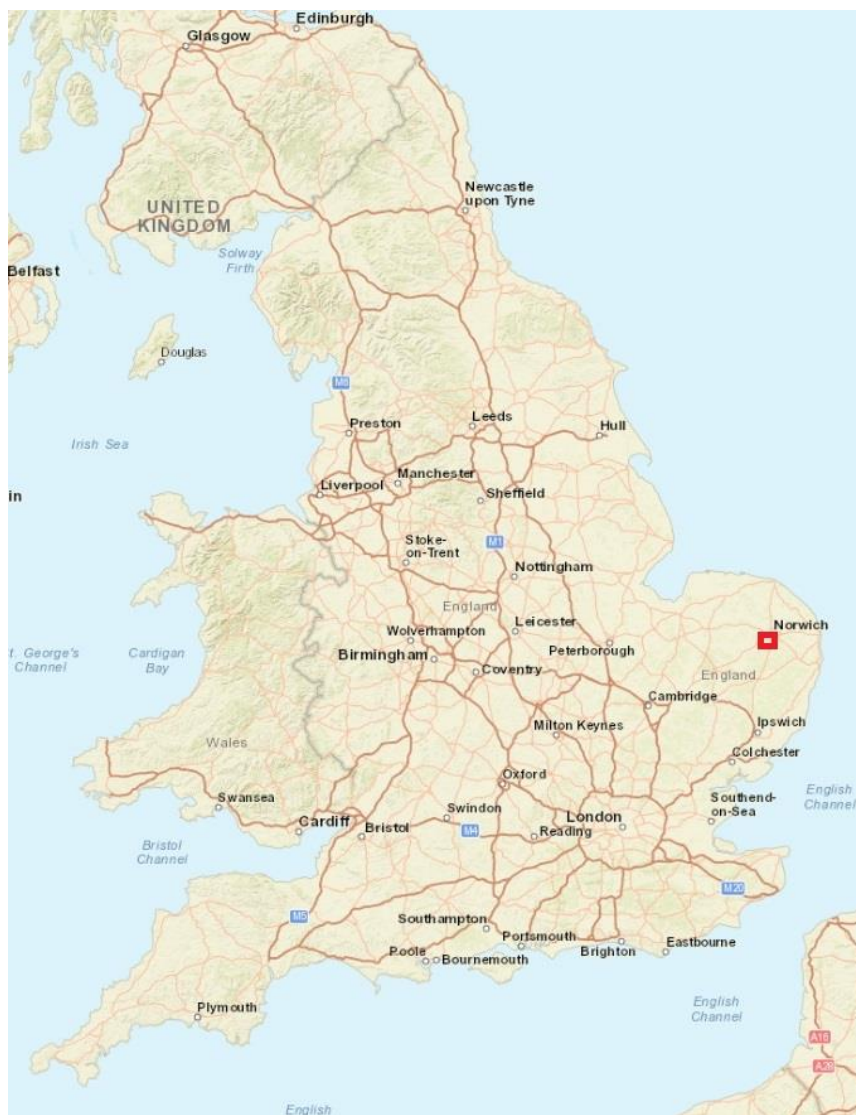 Edinburgh
Glasgow
Newcastle
upon Tyne
UNITED
KINGDOM
Solway
Firth
Belfast
Douglas
M6
Leeds
Preston
Hull
Irish Sea
Manchester
Liverpool
Sheffield
in
Stoke-
on-Trent
M1
Nottingham
England
Leicester
Norwich
Wolverhampton
t. George's
Channel
Cardigan
Bay
Birmingham
Peterborough
Coventry
England
Cambridge
Milton Keynes
Ipswich
Wales
Colchester
Oxford
English
Channel
Swansea
Swindon
London
Southend-
on-Sea
Cardiff
Bristol
M4
Reading
Bristol
Channel
M20
M5
Southampton
Portsmouth
Eastbourne
Poole
Bournemouth
Brighton
Plymouth
English
Channel
A16
English